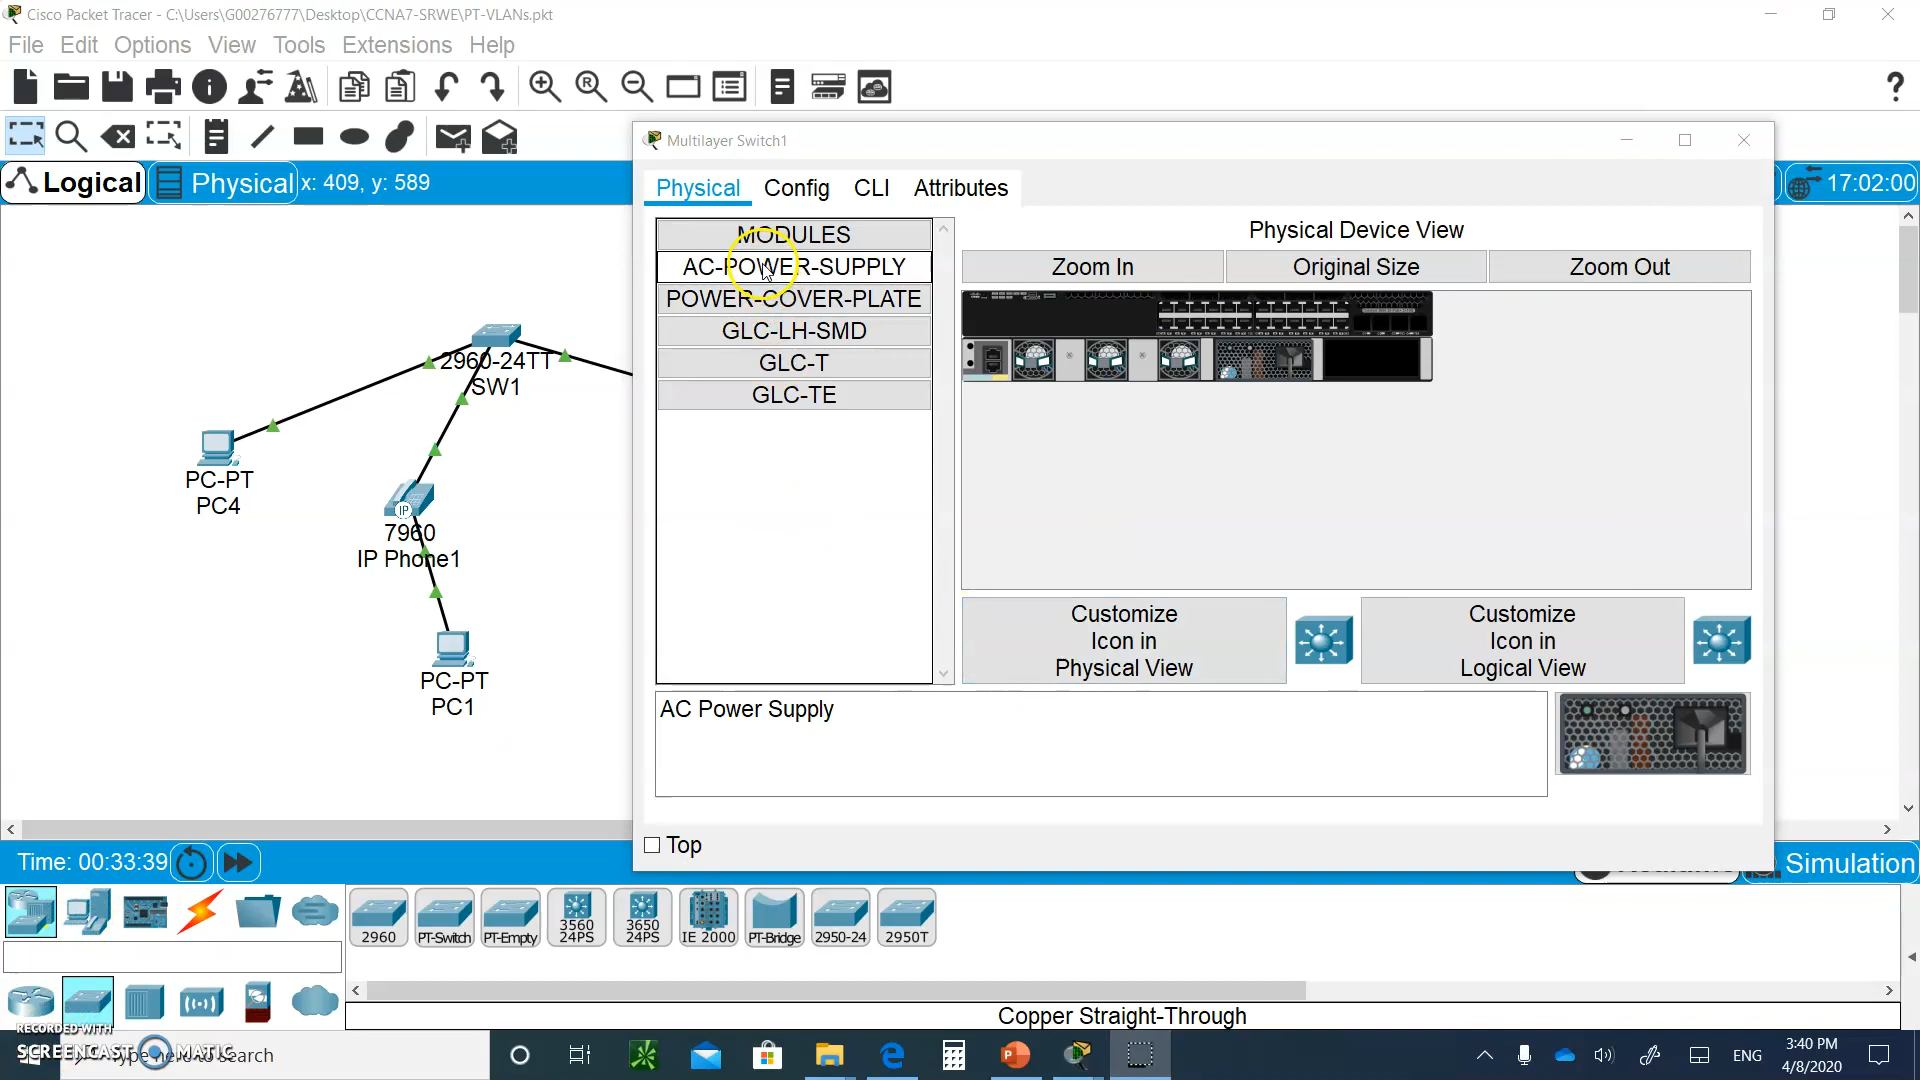 Cisco Packet Tracer - C:\Users\G00276777\Desktop\CCNA7-SRWE\PT-VLANs.pkt
File Edit Options View Tools Extensions Help
?
Multilayer Switch1
Logical Physical x: 409, y: 589
17:02:00
Physical Config CLI Attributes
MODULES
AC-POWER-SUPPLY
POWER-COVER-PLATE
GLC-LH-SMD
GLC-T
GLC-TE
Physical Device View
Zoom In Original Size Zoom Out
2960-24TT
SW1
PC-PT
PC4
IP
7960
IP Phone1
PC-PT
PC1
Customize
Icon in
Physical View
Customize
Icon in
Logical View
AC Power Supply
Top
Time: 00:33:39
Simulation
2960
PT-Switch
PT-Empty
3560
24PS
3650
24PS
IE 2000
PT-Bridge
2950-24
2950T
Copper Straight-Through
RECORDED WITH
SCREENCAST MATIC
Type here to search
ENG
3:40 PM
4/8/2020